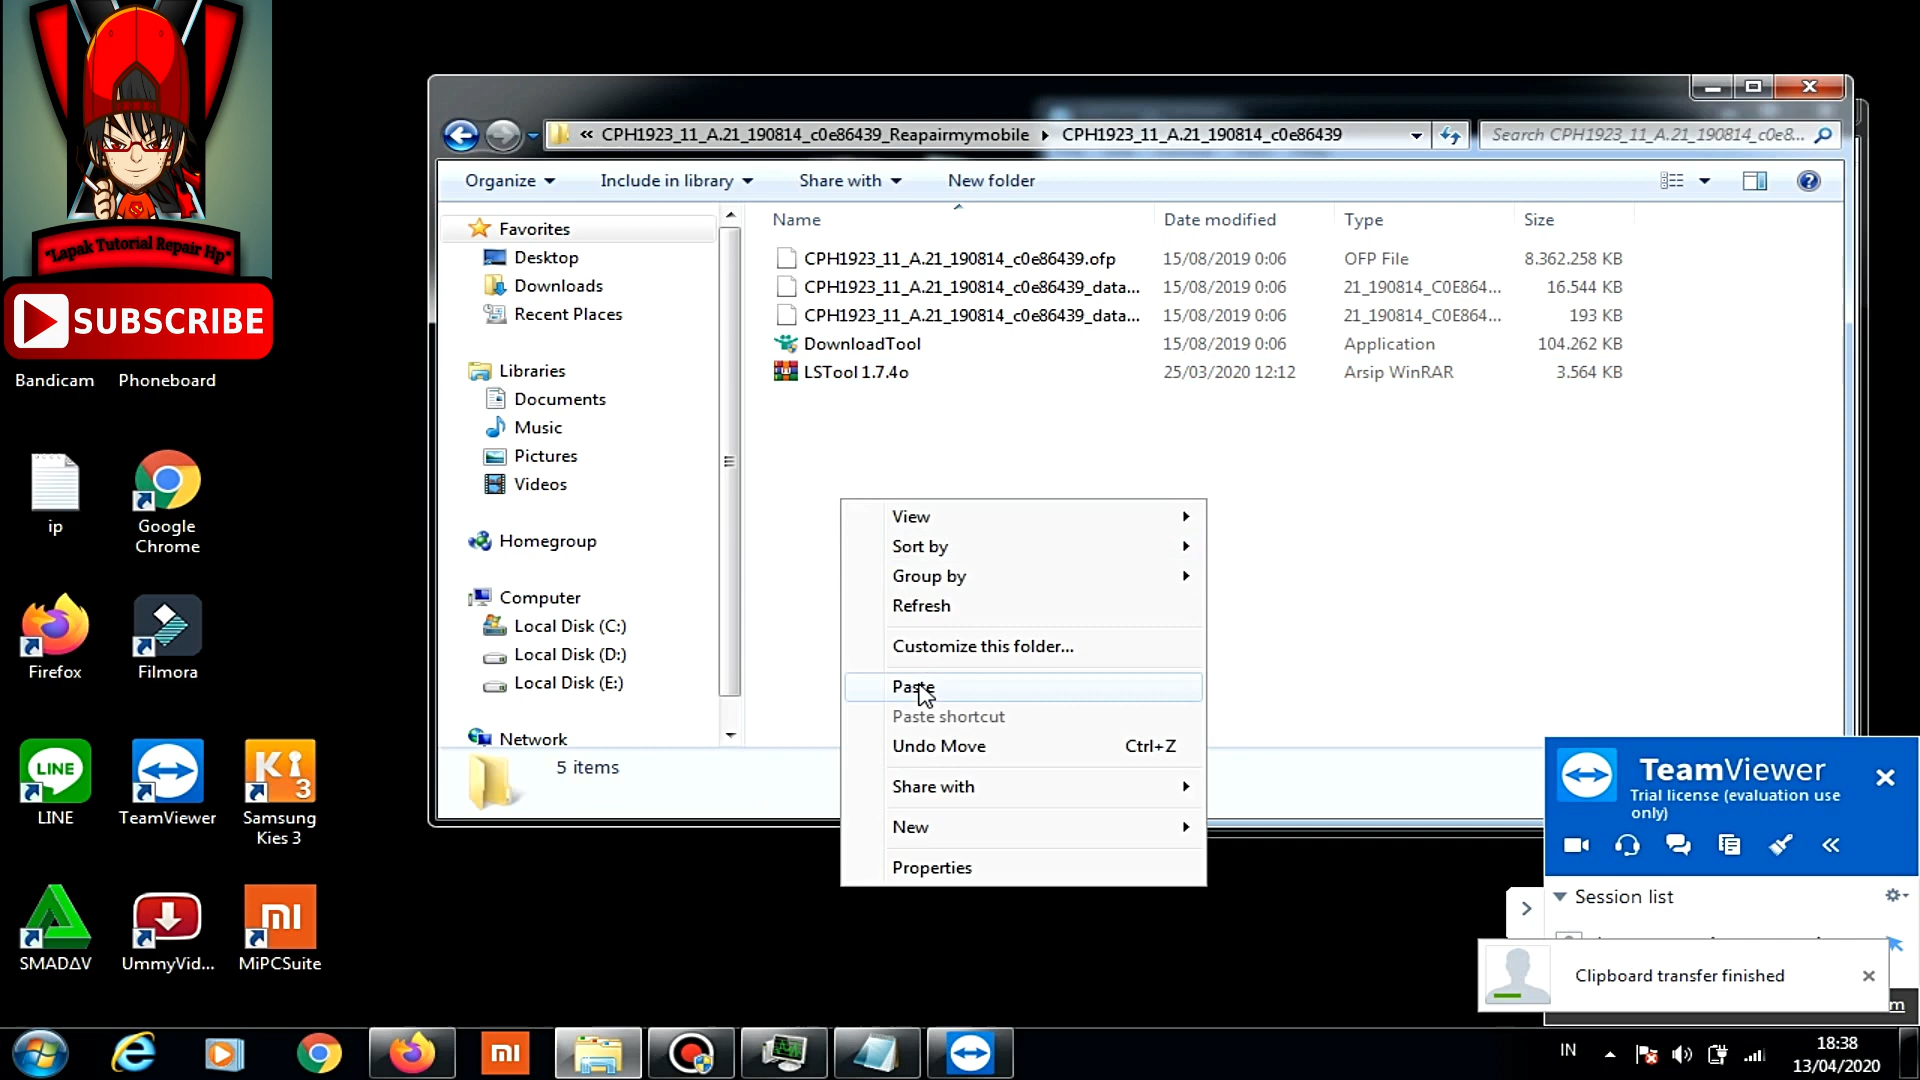 "Lapak Tutorial Repair Hp"
SUBSCRIBE
Bandicam
Phoneboard
ip
Google
Chrome
Firefox
Filmora
LINE
LINE
TeamViewer
Ki
3
Samsung
Kies 3
SMADΔV
UmmyVid...
MiPCSuite
« CPH1923_11_A.21_190814_c0e86439_Reapairmymobile
CPH1923_11_A.21_190814_c0e86439
Search CPH1923_11_A.21_190814_c0e8...
Organize
Include in library
Share with
New folder
Favorites
Desktop
Downloads
Recent Places
Libraries
Documents
Music
Pictures
Videos
Homegroup
Computer
Local Disk (C:)
Local Disk (D:)
Local Disk (E:)
Network
Name Date modified Type Size
CPH1923_11_A.21_190814_c0e86439.ofp 15/08/2019 0:06 OFP File 8.362.258 KB
CPH1923_11_A.21_190814_c0e86439_data... 15/08/2019 0:06 21_190814_C0E864... 16.544 KB
CPH1923_11_A.21_190814_c0e86439_data... 15/08/2019 0:06 21_190814_C0E864... 193 KB
DownloadTool 15/08/2019 0:06 Application 104.262 KB
LSTool 1.7.4o 25/03/2020 12:12 Arsip WinRAR 3.564 KB
View
Sort by
Group by
Refresh
Customize this folder...
Paste
Paste shortcut
Undo Move Ctrl+Z
Share with
New
Properties
5 items
TeamViewer
Trial license (evaluation use
only)
Session list
Clipboard transfer finished
mi
IN
18:38
13/04/2020